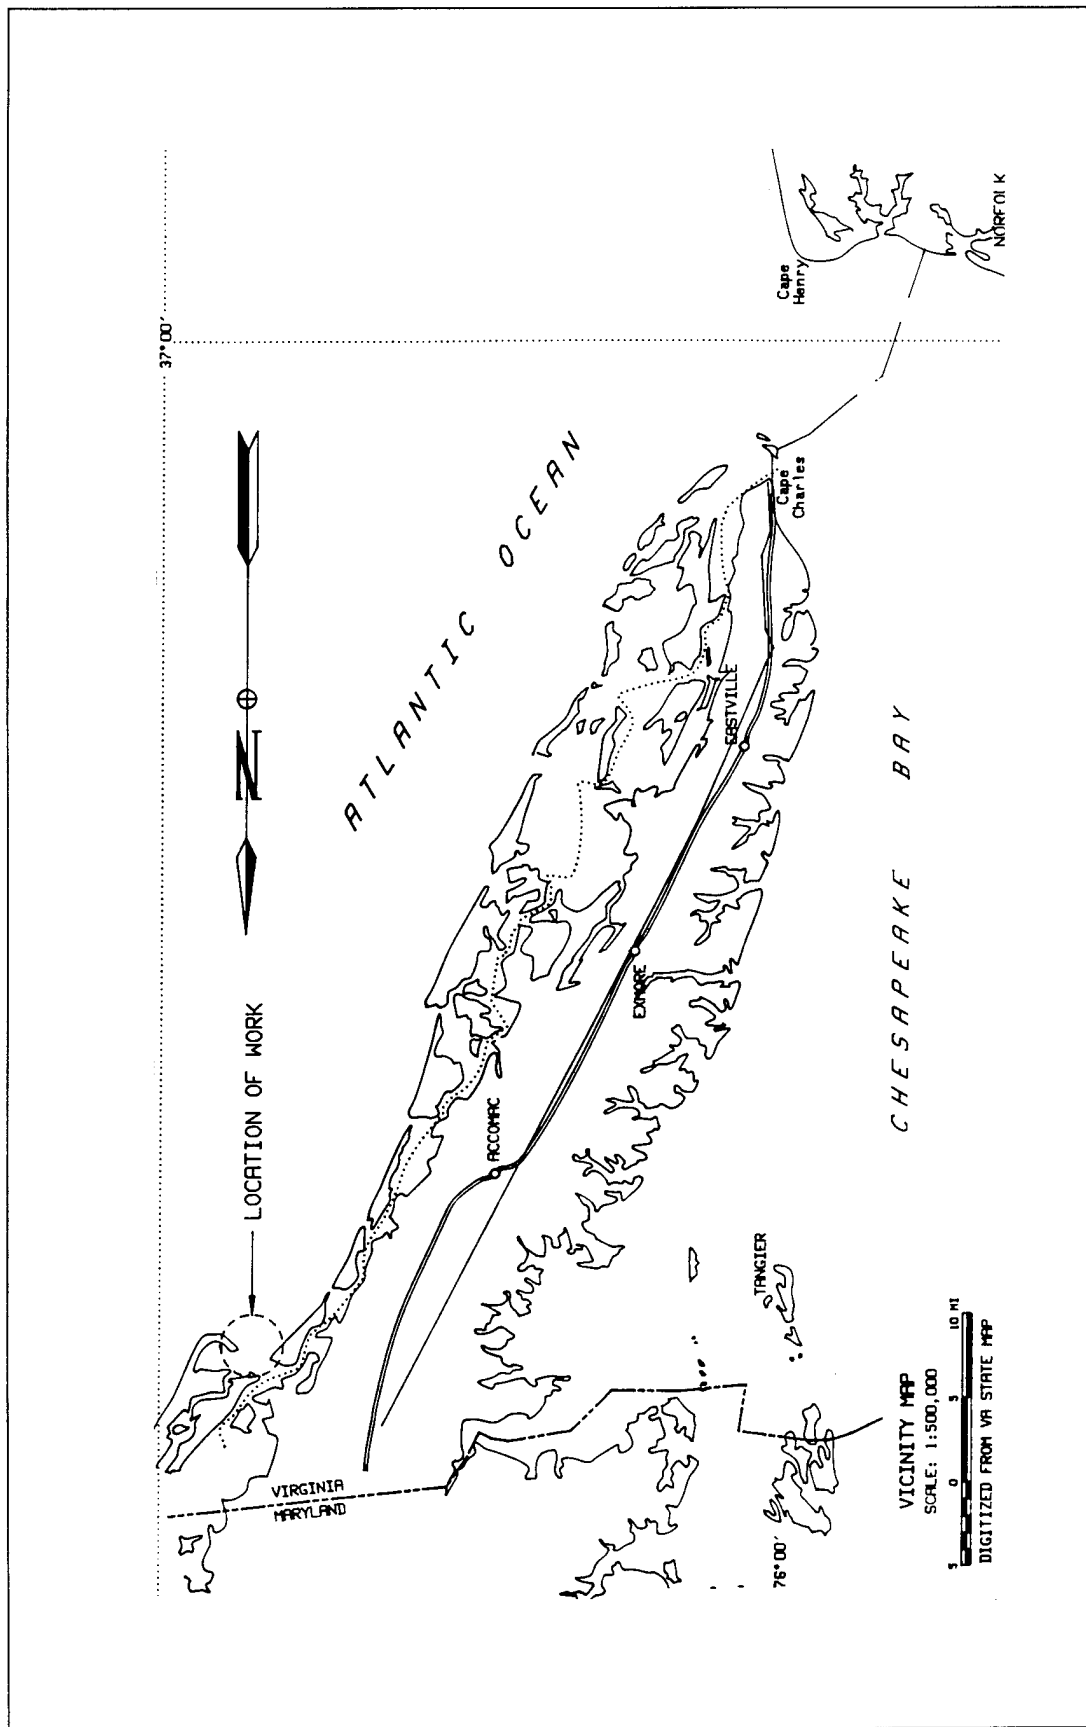 37°00'
LOCATION OF WORK
N
ATLANTIC OCEAN
Cape
Henry
NORFOLK
Cape
Charles
EASTVILLE
EXMORE
ACCOMAC
CHESAPEAKE BAY
TANGIER
VIRGINIA
MARYLAND
76°00'
VICINITY MAP
SCALE: 1:500,000
5 0 5 10 MI
DIGITIZED FROM VA STATE MAP